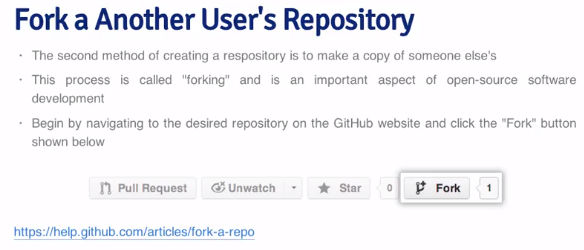 Fork a Another User's Repository
· The second method of creating a respository is to make a copy of someone else's
· This process is called "forking" and is an important aspect of open-source software
development
· Begin by navigating to the desired repository on the GitHub website and click the "Fork" button
shown below
Pull Request Unwatch Star 0 Fork 1
https://help.github.com/articles/fork-a-repo